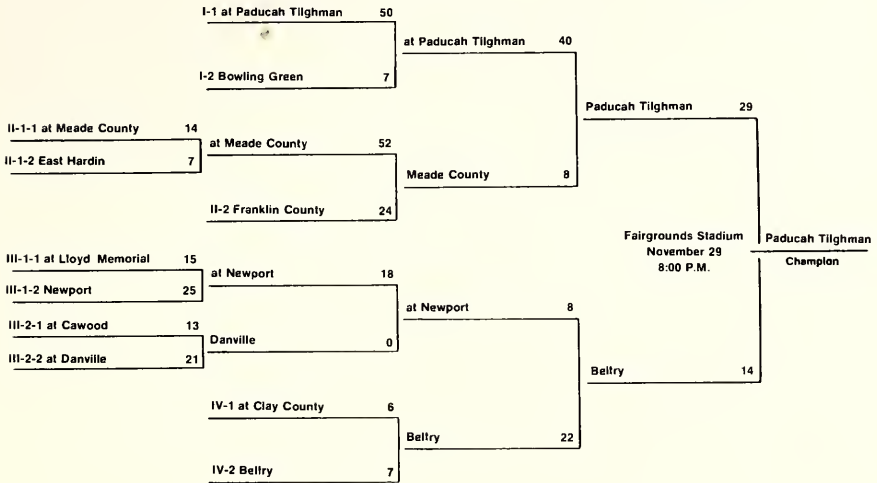 I-1 at Paducah Tilghman 50
at Paducah Tilghman 40
I-2 Bowling Green 7
Paducah Tilghman 29
II-1-1 at Meade County 14
at Meade County 52
II-1-2 East Hardin 7
Meade County 8
II-2 Franklin County 24
Fairgrounds Stadium
November 29
8:00 P.M.
Paducah Tilghman
Champion
III-1-1 at Lloyd Memorial 15
at Newport 18
III-1-2 Newport 25
at Newport 8
III-2-1 at Cawood 13
Danville 0
III-2-2 at Danville 21
Beltry 14
IV-1 at Clay County 6
Beltry 22
IV-2 Beltry 7